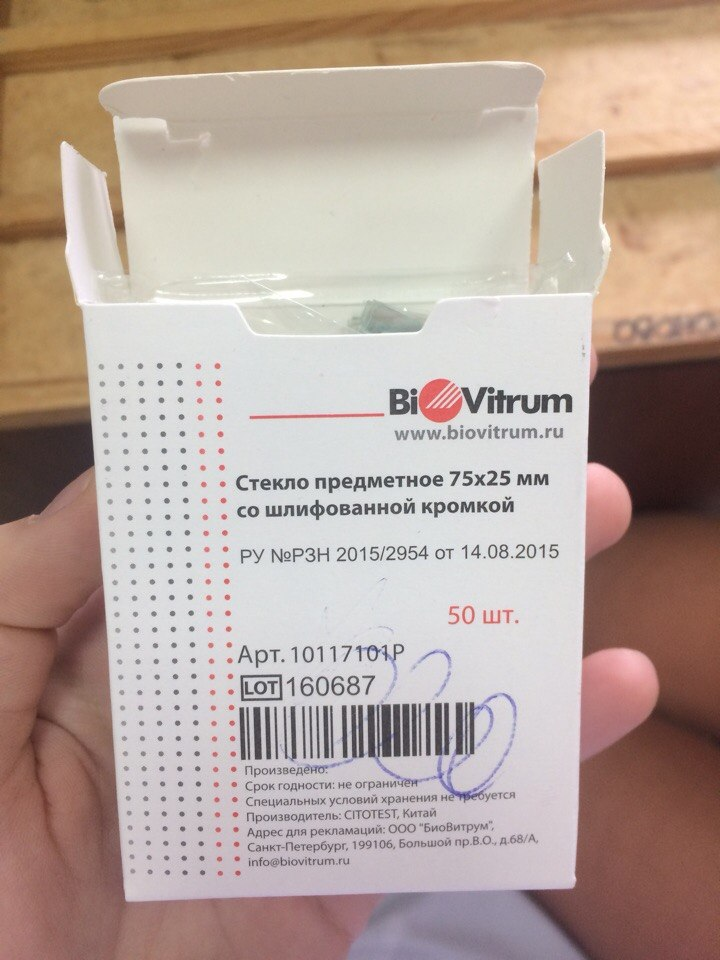 BiOVitrum
www.biovitrum.ru
Стекло предметное 75х25 мм
со шлифованной кромкой
РУ №РЗН 2015/2954 от 14.08.2015
50 шт.
Арт. 10117101Р
LOT 160687
Произведено:
Срок годности: не ограничен
Специальных условий хранения не требуется
Производитель: CITOTEST, Китай
Адрес для рекламаций: ООО "БиоВитрум",
Санкт-Петербург, 199106, Большой пр.В.О., д.68/А,
info@biovitrum.ru